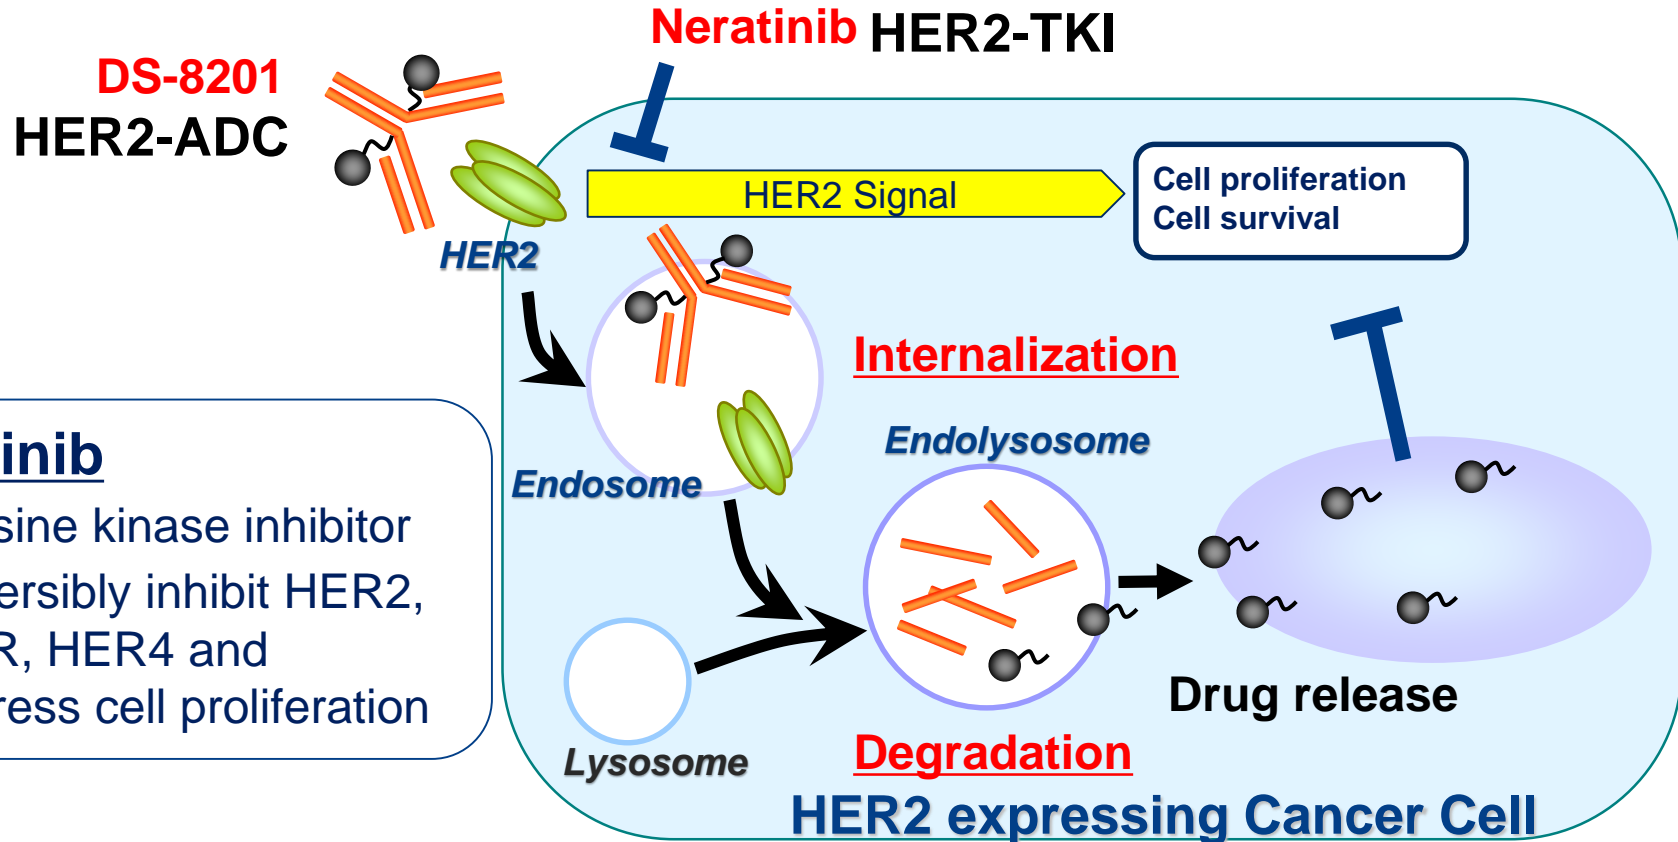 Neratinib HER2-TKI
DS-8201
HER2-ADC
HER2 Signal
Cell proliferation
Cell survival
HER2
Internalization
Endolysosome
Endosome
inib
sine kinase inhibitor
ersibly inhibit HER2,
R, HER4 and
ress cell proliferation
Drug release
Lysosome
Degradation
HER2 expressing Cancer Cell